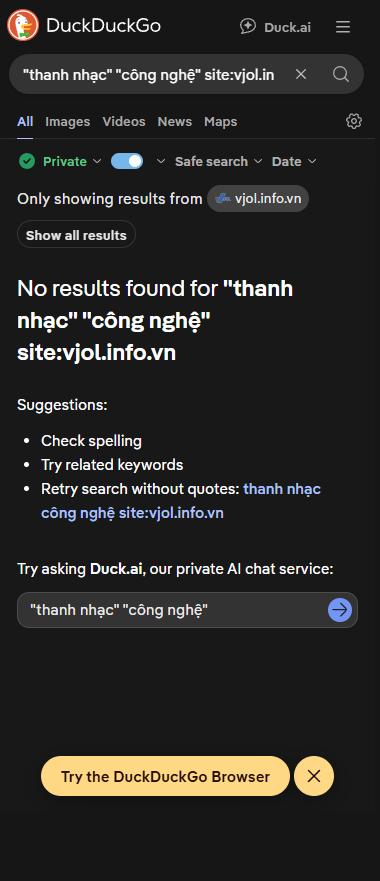 DuckDuckGo
Duck.ai
"thanh nhạc" "công nghệ" site:vjol.in
All Images Videos News Maps
Private Safe search Date
Only showing results from vjol.info.vn
Show all results
No results found for "thanh
nhạc" "công nghệ"
site:vjol.info.vn
Suggestions:
Check spelling
Try related keywords
Retry search without quotes: thanh nhạc
công nghệ site:vjol.info.vn
Try asking Duck.ai, our private AI chat service:
"thanh nhạc" "công nghệ"
Try the DuckDuckGo Browser